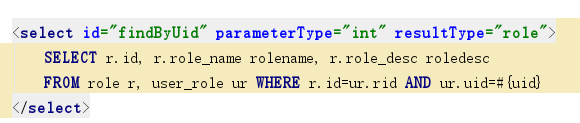 <select id="findByUid" parameterType="int" resultType="role">
SELECT r.id, r.role_name rolename, r.role_desc roledesc
FROM role r, user_role ur WHERE r.id=ur.rid AND ur.uid=#{uid}
</select>